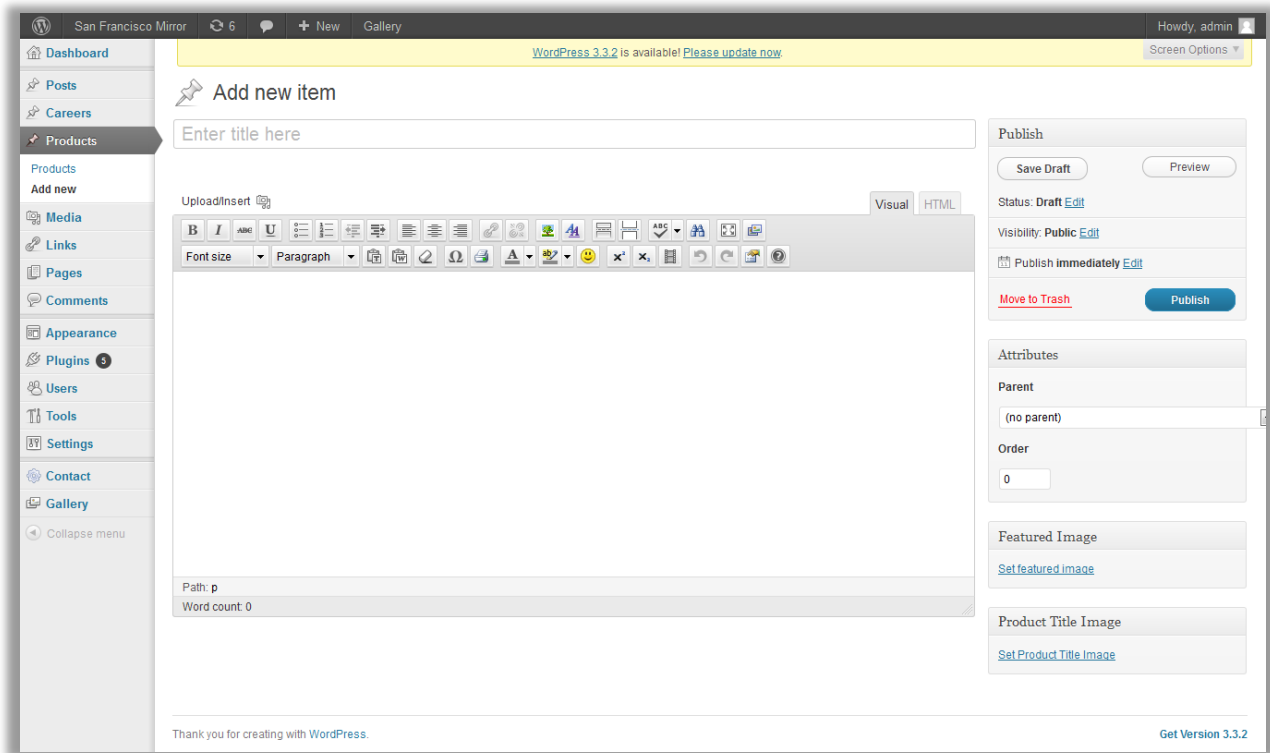 San Francisco Mirror 6 + New Gallery Howdy, admin
Dashboard
Posts
Careers
Products
Products
Add new
Media
Links
Pages
Comments
Appearance
Plugins 5
Users
Tools
Settings
Contact
Gallery
Collapse menu
WordPress 3.3.2 is available! Please update now.
Screen Options
Add new item
Enter title here
Upload/Insert
Visual HTML
B I ABC U ABC
Font size Paragraph T W Ω A ab x² x₂
Path: p
Word count: 0
Publish
Save Draft Preview
Status: Draft Edit
Visibility: Public Edit
Publish immediately Edit
Move to Trash Publish
Attributes
Parent
(no parent)
Order
0
Featured Image
Set featured image
Product Title Image
Set Product Title Image
Thank you for creating with WordPress. Get Version 3.3.2